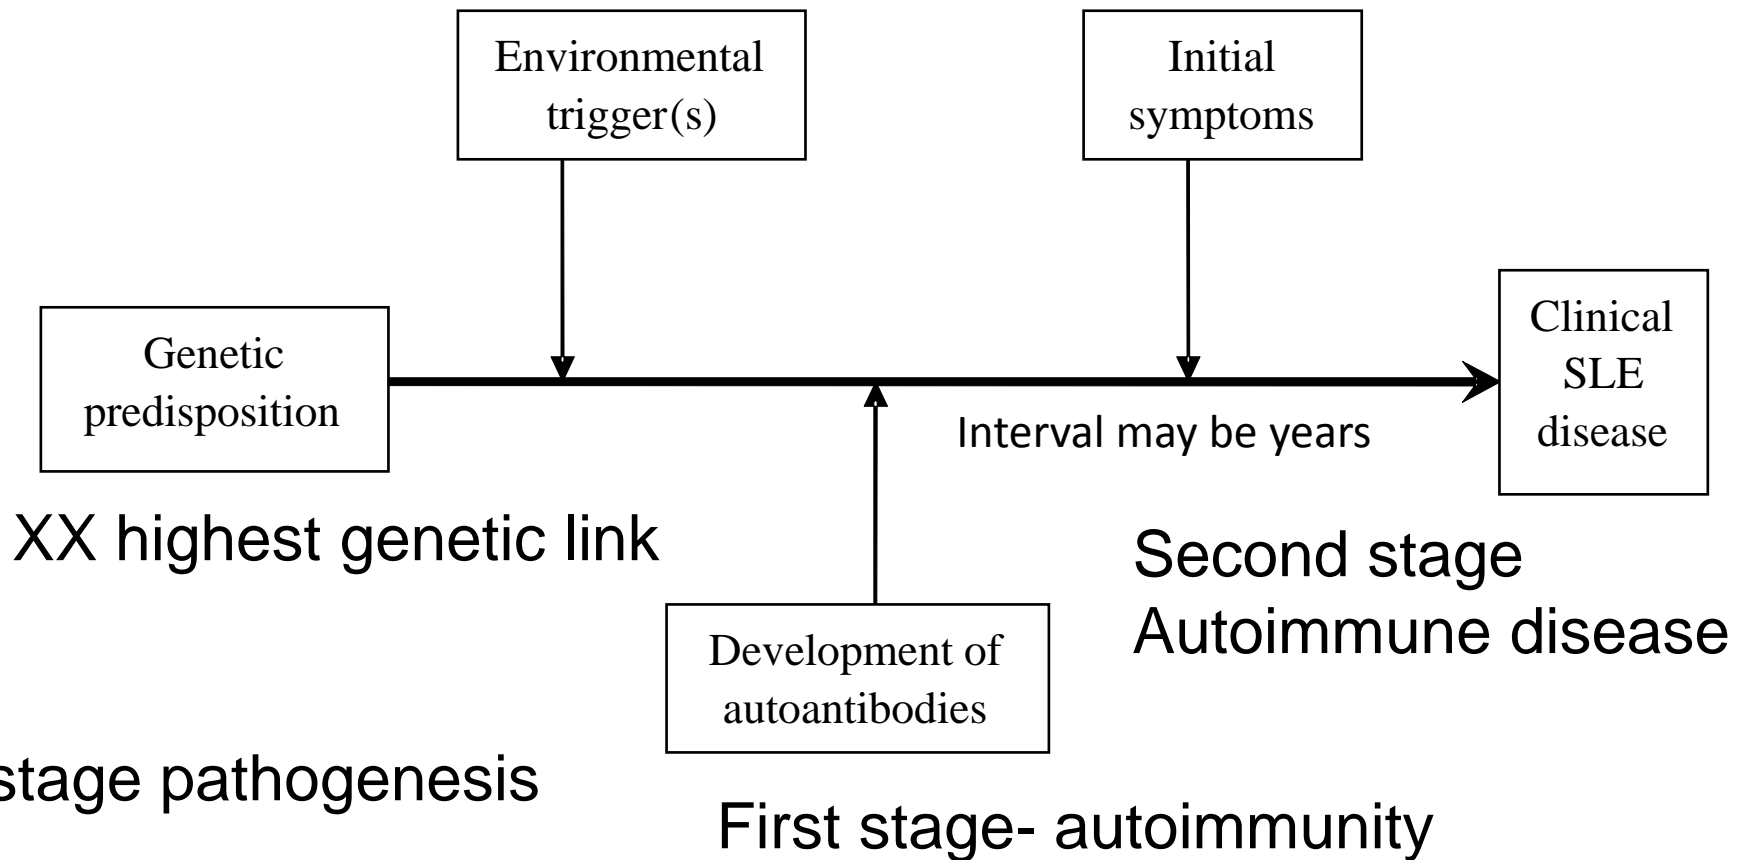 Environmental
trigger(s)
Initial
symptoms
Genetic
predisposition
Clinical
SLE
disease
Interval may be years
XX highest genetic link
Second stage
Autoimmune disease
Development of
autoantibodies
stage pathogenesis
First stage- autoimmunity